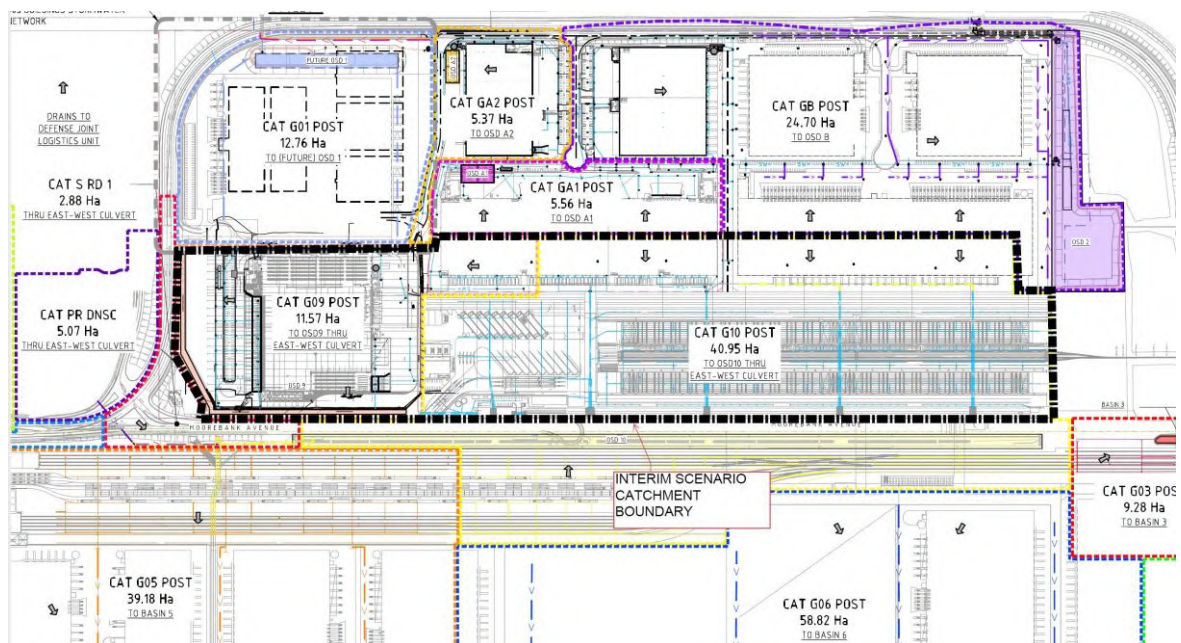 BUILDINGS STORMWATER
NETWORK
DRAINS TO
DEFENSE JOINT
LOGISTICS UNIT
CAT S RD 1
2.88 Ha
THRU EAST-WEST CULVERT
CAT PR DNSC
5.07 Ha
THRU EAST-WEST CULVERT
FUTURE OSD 1
CAT G01 POST
12.76 Ha
TO (FUTURE) OSD 1
OSD A2
CAT GA2 POST
5.37 Ha
TO OSD A2
OSD A1
CAT GA1 POST
5.56 Ha
TO OSD A1
CAT GB POST
24.70 Ha
TO OSD B
OSD 2
CAT G09 POST
11.57 Ha
TO OSD9 THRU
EAST-WEST CULVERT
OSD 9
CAT G10 POST
40.95 Ha
TO OSD10 THRU
EAST-WEST CULVERT
MOOREBANK AVENUE
MOOREBANK AVENUE
OSD 10
BASIN 3
INTERIM SCENARIO
CATCHMENT
BOUNDARY
CAT G03 POS
9.28 Ha
TO BASIN 3
CAT G05 POST
39.18 Ha
TO BASIN 5
CAT G06 POST
58.82 Ha
TO BASIN 6